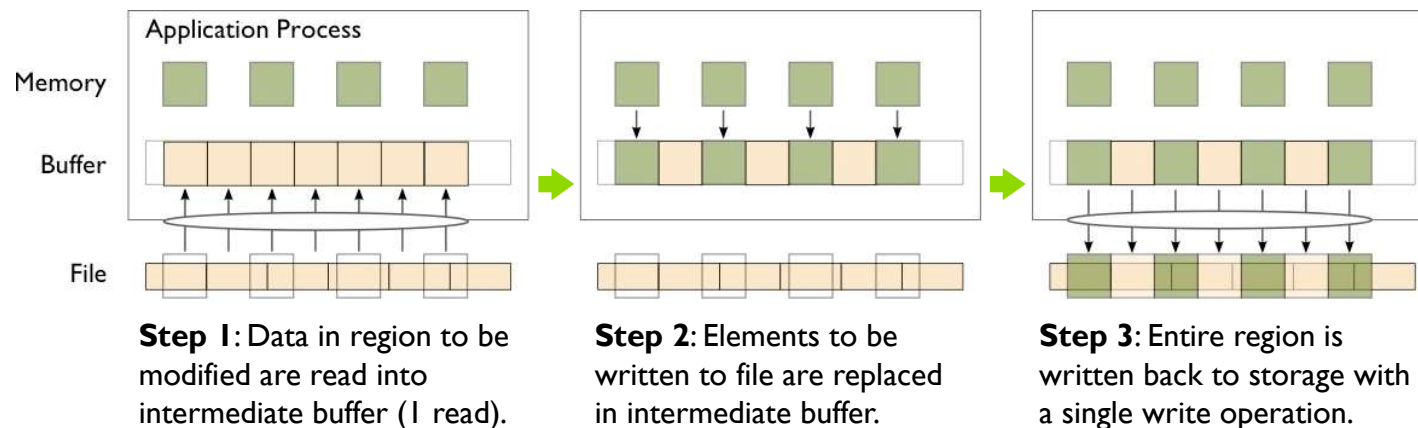 Application Process
Memory
Buffer
File
Step 1: Data in region to be
modified are read into
intermediate buffer (1 read).
Step 2: Elements to be
written to file are replaced
in intermediate buffer.
Step 3: Entire region is
written back to storage with
a single write operation.